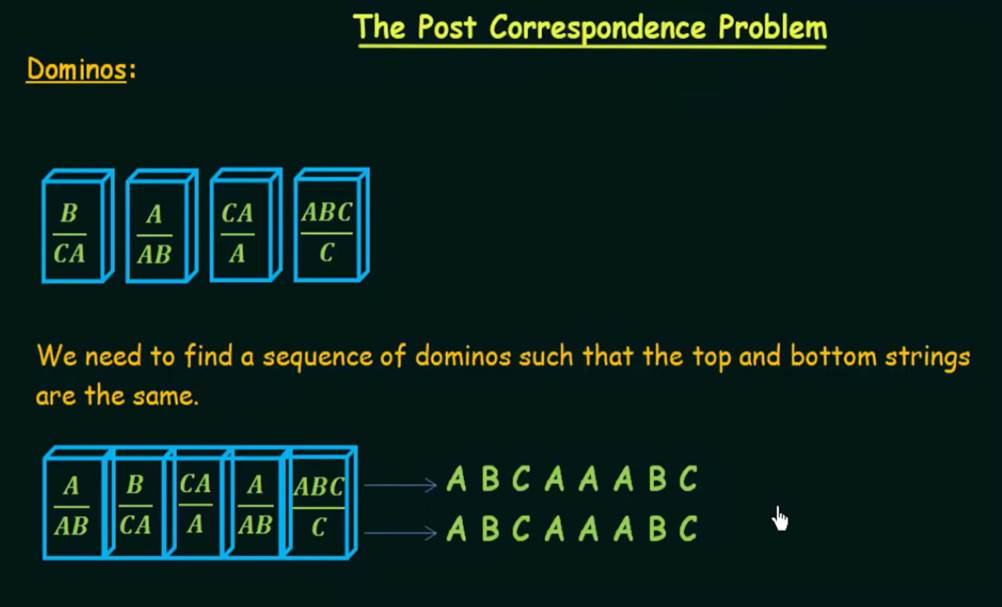 The Post Correspondence Problem
Dominos:
B A CA ABC
CA AB A C
We need to find a sequence of dominos such that the top and bottom strings
are the same.
A B CA A ABC A B C A A A B C
AB CA A AB C A B C A A A B C